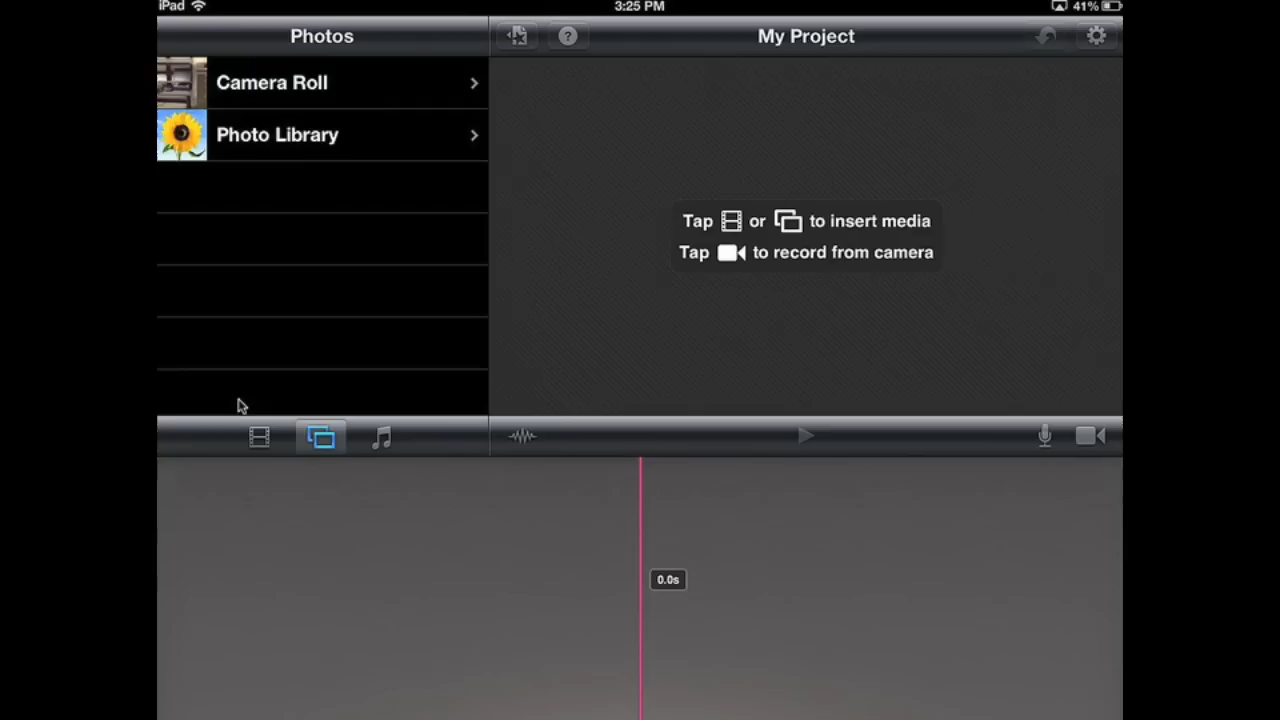 iPad 3:25 PM 41%
Photos ? My Project
Camera Roll
Photo Library
Tap or to insert media
Tap to record from camera
0.0s